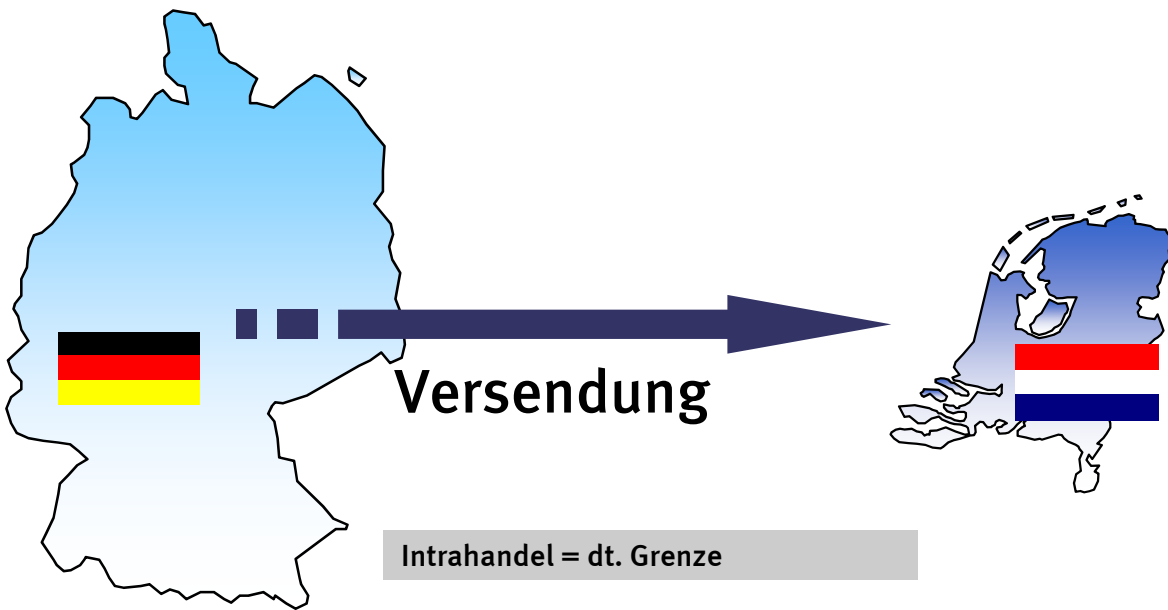 Versendung
Intrahandel = dt. Grenze